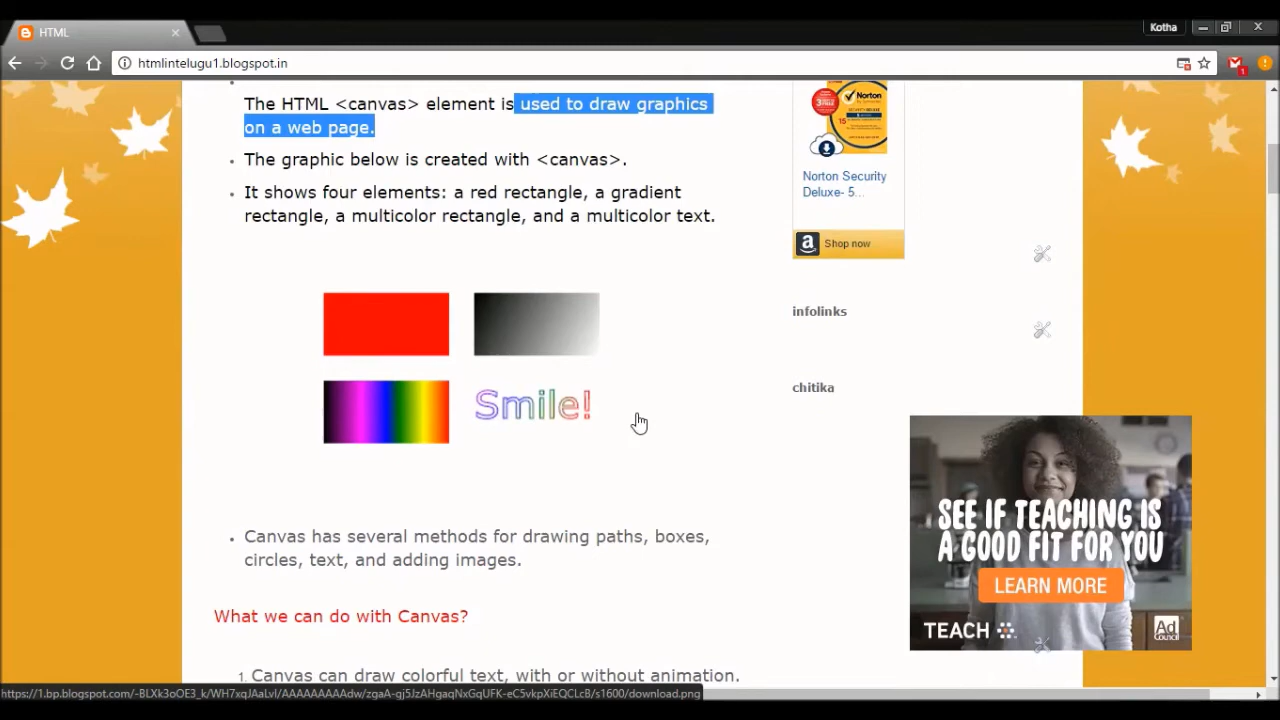 HTML
Kotha
htmlintelugu1.blogspot.in
1
The HTML <canvas> element is used to draw graphics
on a web page.
The graphic below is created with <canvas>.
It shows four elements: a red rectangle, a gradient
rectangle, a multicolor rectangle, and a multicolor text.
Smile!
Canvas has several methods for drawing paths, boxes,
circles, text, and adding images.
What we can do with Canvas?
1. Canvas can draw colorful text, with or without animation.
Norton
Norton Security
Deluxe- 5...
Shop now
infolinks
chitika
SEE IF TEACHING IS
A GOOD FIT FOR YOU
LEARN MORE
TEACH
Ad
Council